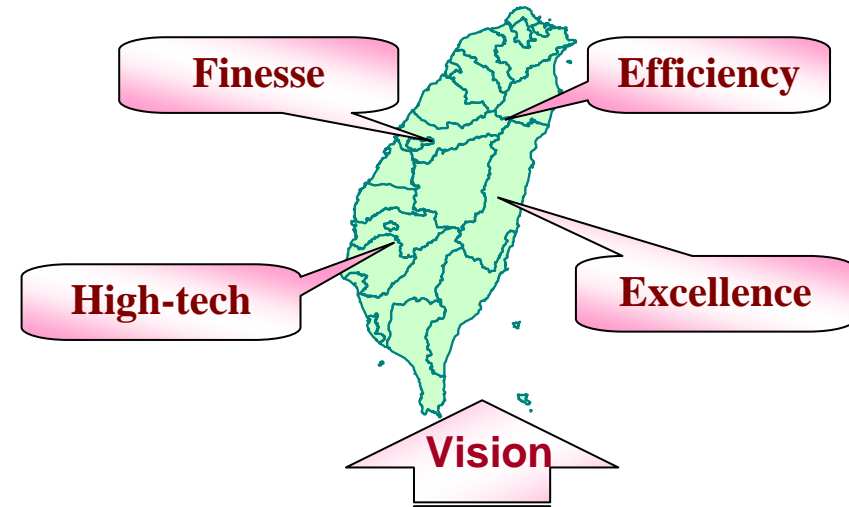 Finesse
Efficiency
High-tech
Excellence
Vision